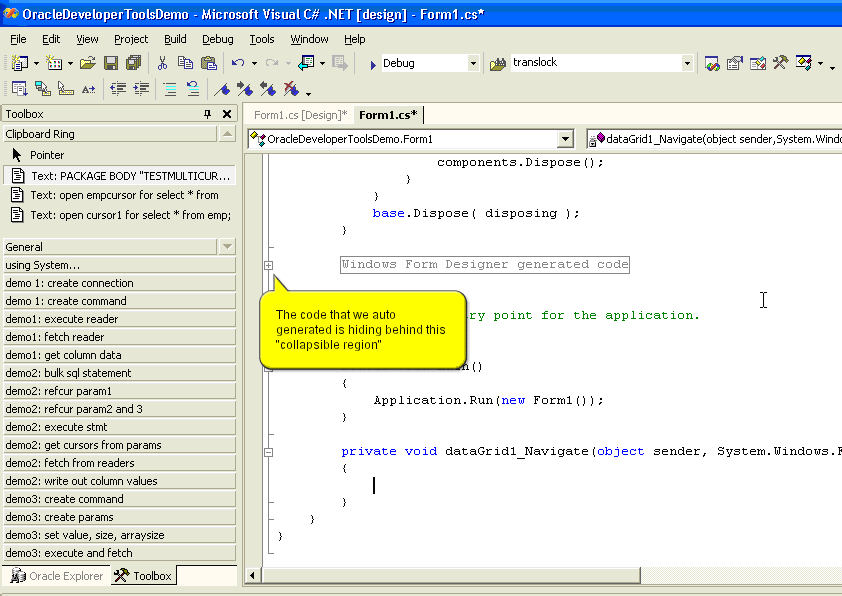 OracleDeveloperToolsDemo - Microsoft Visual C# .NET [design] - Form1.cs*
File Edit View Project Build Debug Tools Window Help
Debug translock
Toolbox
Clipboard Ring
Pointer
Text: PACKAGE BODY "TESTMULTICUR...
Text: open empcursor for select * from
Text: open cursor1 for select * from emp;
General
using System...
demo 1: create connection
demo 1: create command
demo1: execute reader
demo1: fetch reader
demo1: get column data
demo2: bulk sql statement
demo2: refcur param1
demo2: refcur param2 and 3
demo2: execute stmt
demo2: get cursors from params
demo2: fetch from readers
demo2: write out column values
demo3: create command
demo3: create params
demo3: set value, size, arraysize
demo3: execute and fetch
Oracle Explorer Toolbox
Form1.cs [Design]* Form1.cs*
OracleDeveloperToolsDemo.Form1 dataGrid1_Navigate(object sender,System.Windo
components.Dispose();
}
}
base.Dispose( disposing );
}
Windows Form Designer generated code
The code that we auto
generated is hiding behind this
"collapsible region"
ry point for the application.
()
{
Application.Run(new Form1());
}
private void dataGrid1_Navigate(object sender, System.Windows.F
{
}
}
}